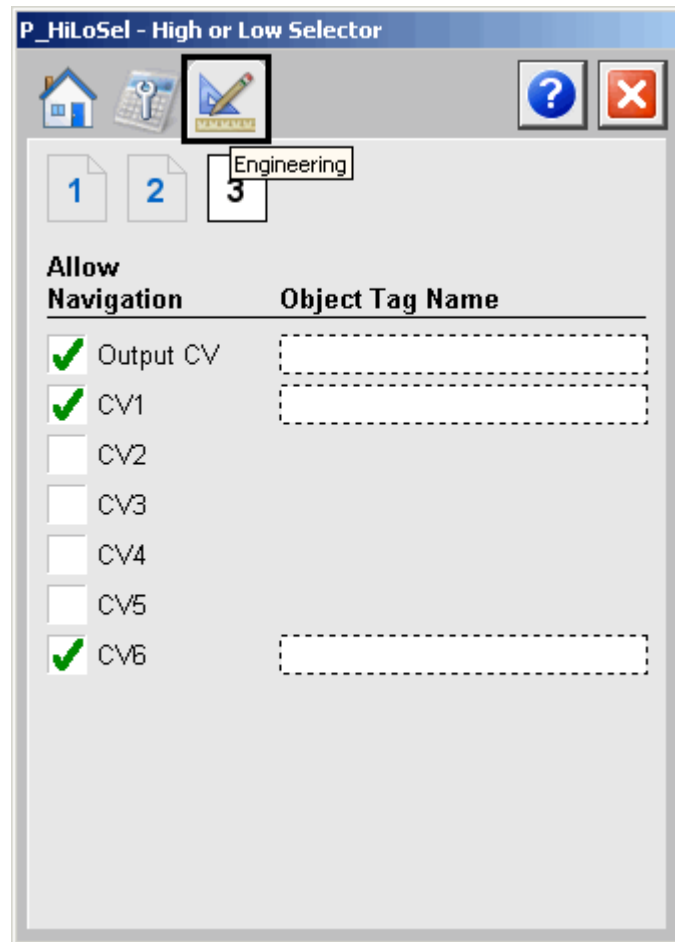 P_HiLoSel - High or Low Selector
?
Engineering
1 2 3
Allow
Navigation Object Tag Name
Output CV
CV1
CV2
CV3
CV4
CV5
CV6